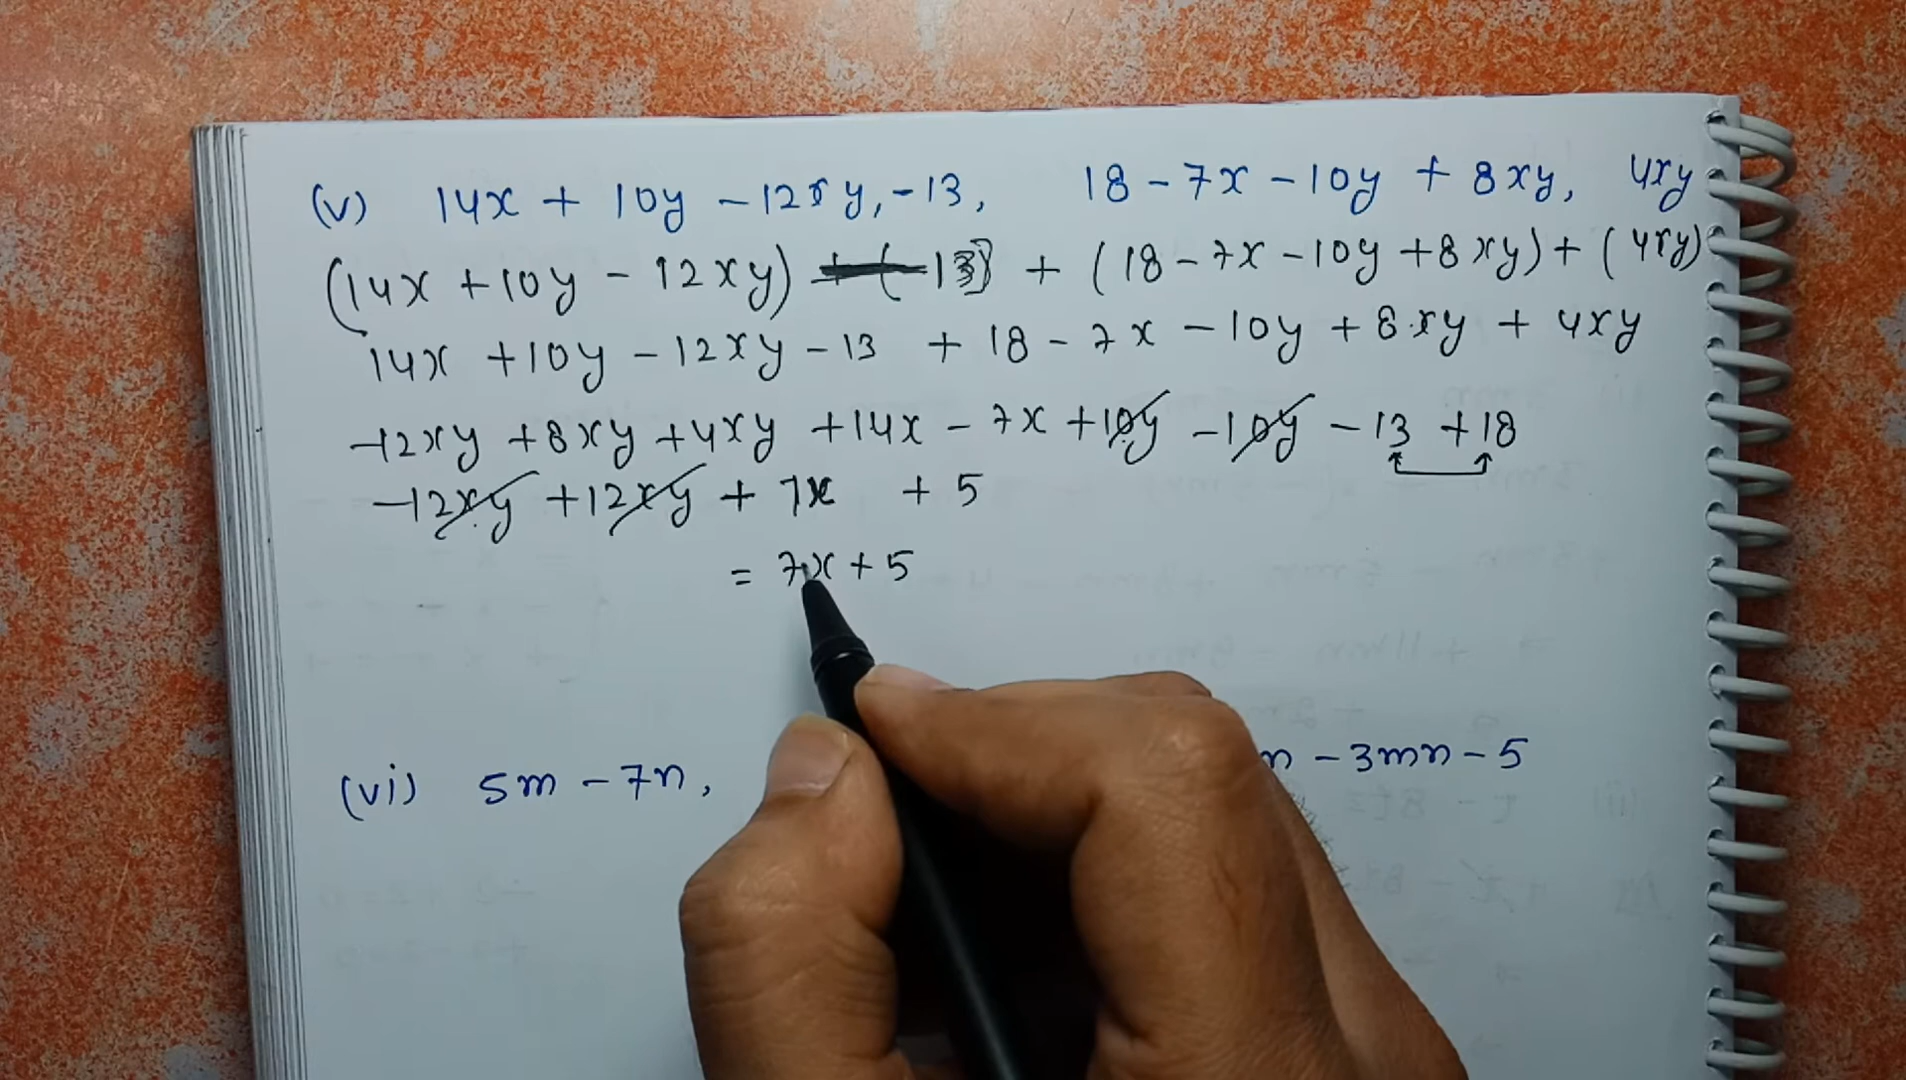 (v) 14x + 10y - 12xy, -13, 18 - 7x - 10y + 8xy, 4xy
(14x + 10y - 12xy) + (-13) + (18 - 7x - 10y + 8xy) + (4xy)
14x + 10y - 12xy - 13 + 18 - 7x - 10y + 8xy + 4xy
-12xy + 8xy + 4xy + 14x - 7x + 10y - 10y - 13 + 18
-12xy + 12xy + 7x + 5
= 7x + 5
(vi) 5m - 7n, n - 3mn - 5